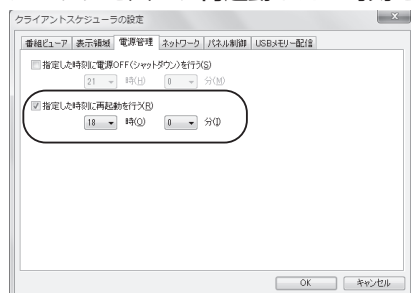 クライアントスケジューラの設定
番組ビューア 表示領域 電源管理 ネットワーク パネル制御 USBメモリー配信
指定した時刻に電源OFF(シャットダウン)を行う(S)
21 時(H) 0 分(M)
指定した時刻に再起動を行う(R)
18 時(O) 0 分(I)
OK キャンセル